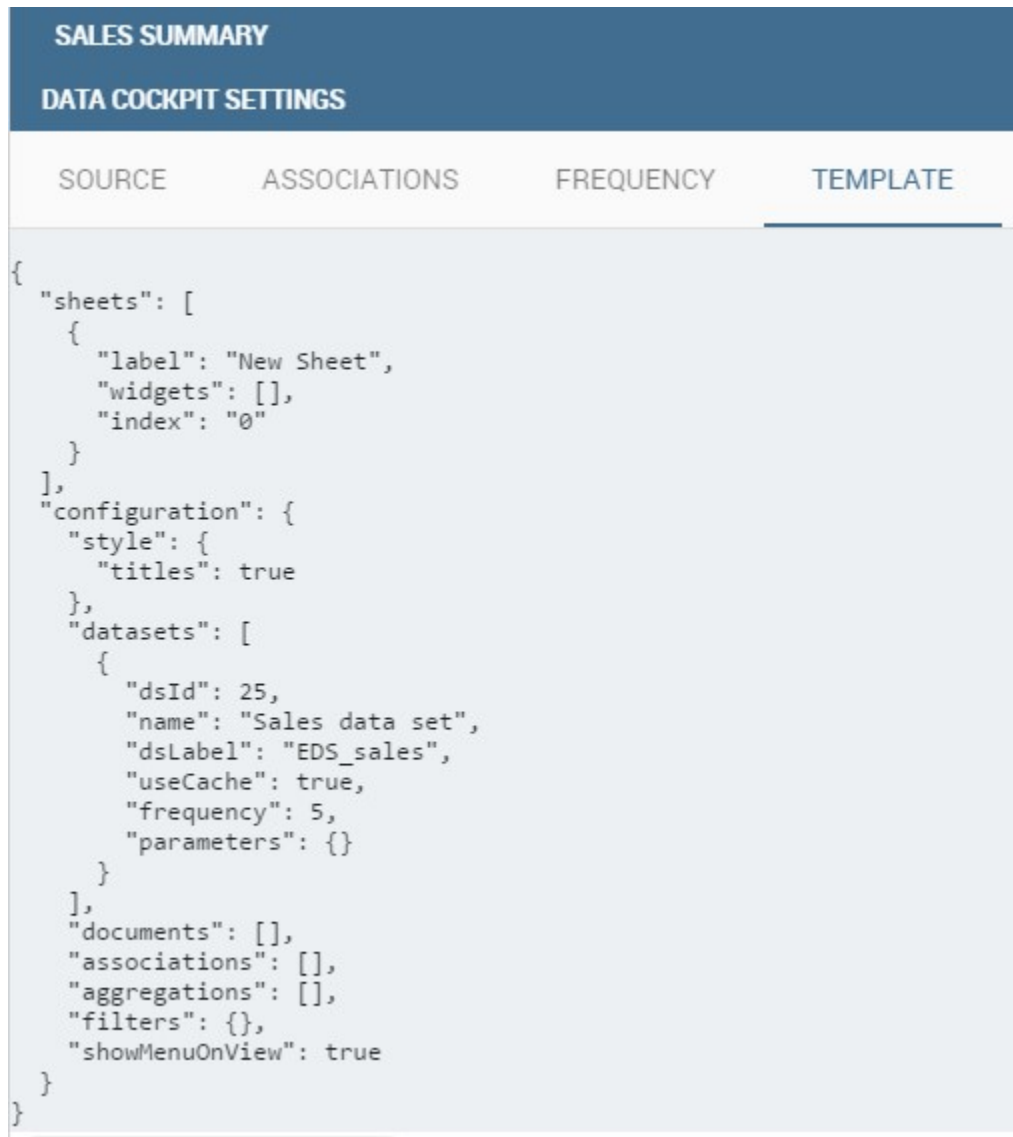 SALES SUMMARY
DATA COCKPIT SETTINGS
SOURCE ASSOCIATIONS FREQUENCY TEMPLATE
{
  "sheets": [
    {
      "label": "New Sheet",
      "widgets": [],
      "index": "0"
    }
  ],
  "configuration": {
    "style": {
      "titles": true
    },
    "datasets": [
      {
        "dsId": 25,
        "name": "Sales data set",
        "dsLabel": "EDS_sales",
        "useCache": true,
        "frequency": 5,
        "parameters": {}
      }
    ],
    "documents": [],
    "associations": [],
    "aggregations": [],
    "filters": {},
    "showMenuOnView": true
  }
}